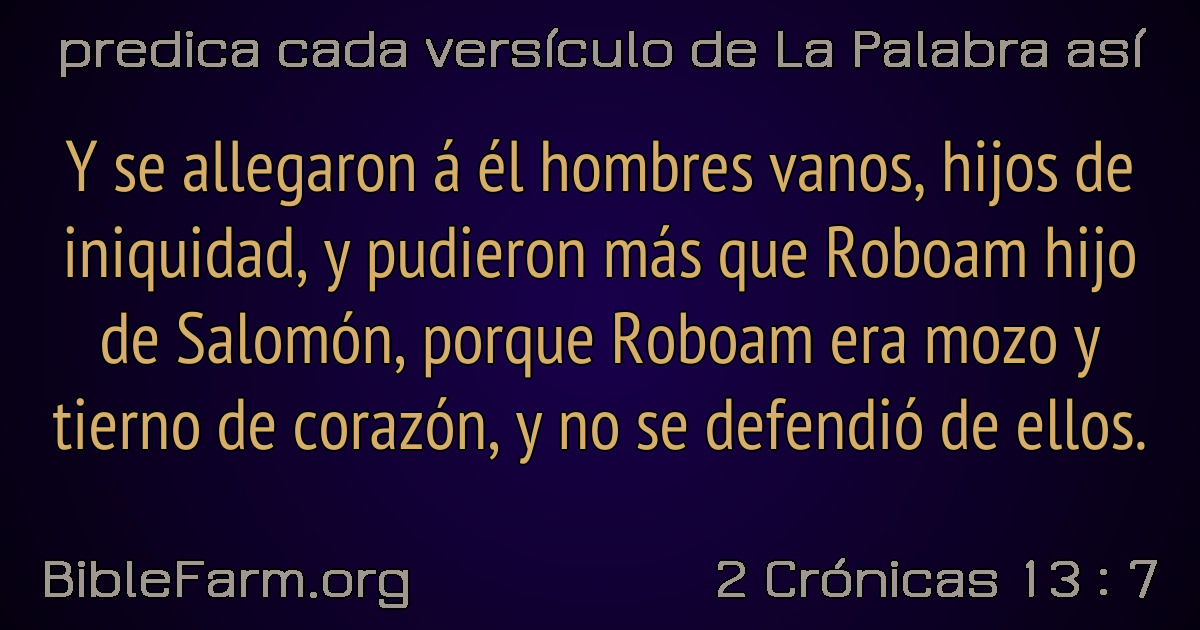 predica cada versículo de La Palabra así
Y se allegaron á él hombres vanos, hijos de
iniquidad, y pudieron más que Roboam hijo
de Salomón, porque Roboam era mozo y
tierno de corazón, y no se defendió de ellos.
BibleFarm.org
2 Crónicas 13 : 7